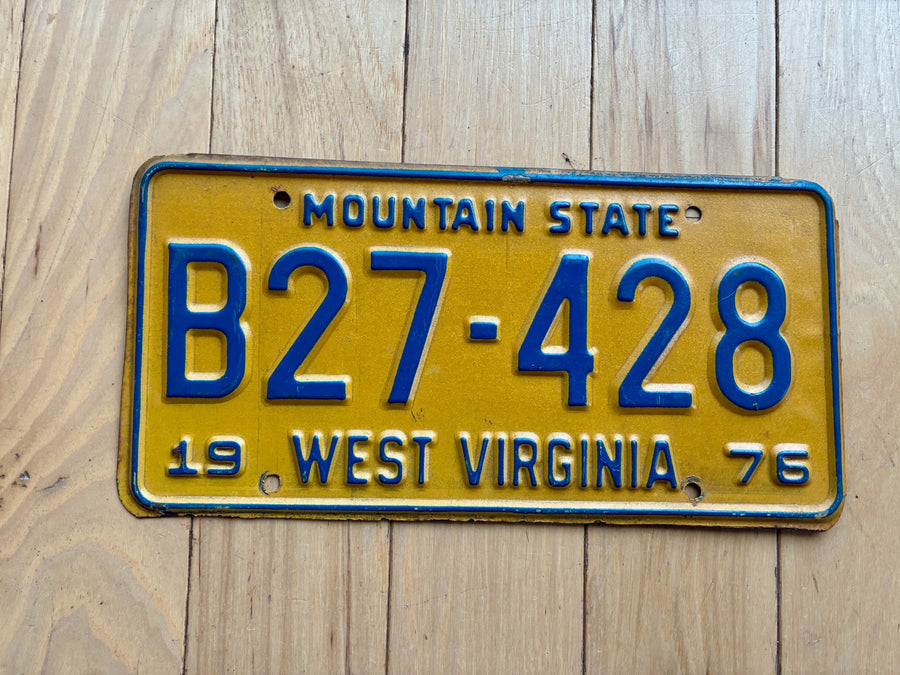 MOUNTAIN STATE
B27-428
19 WEST VIRGINIA 76